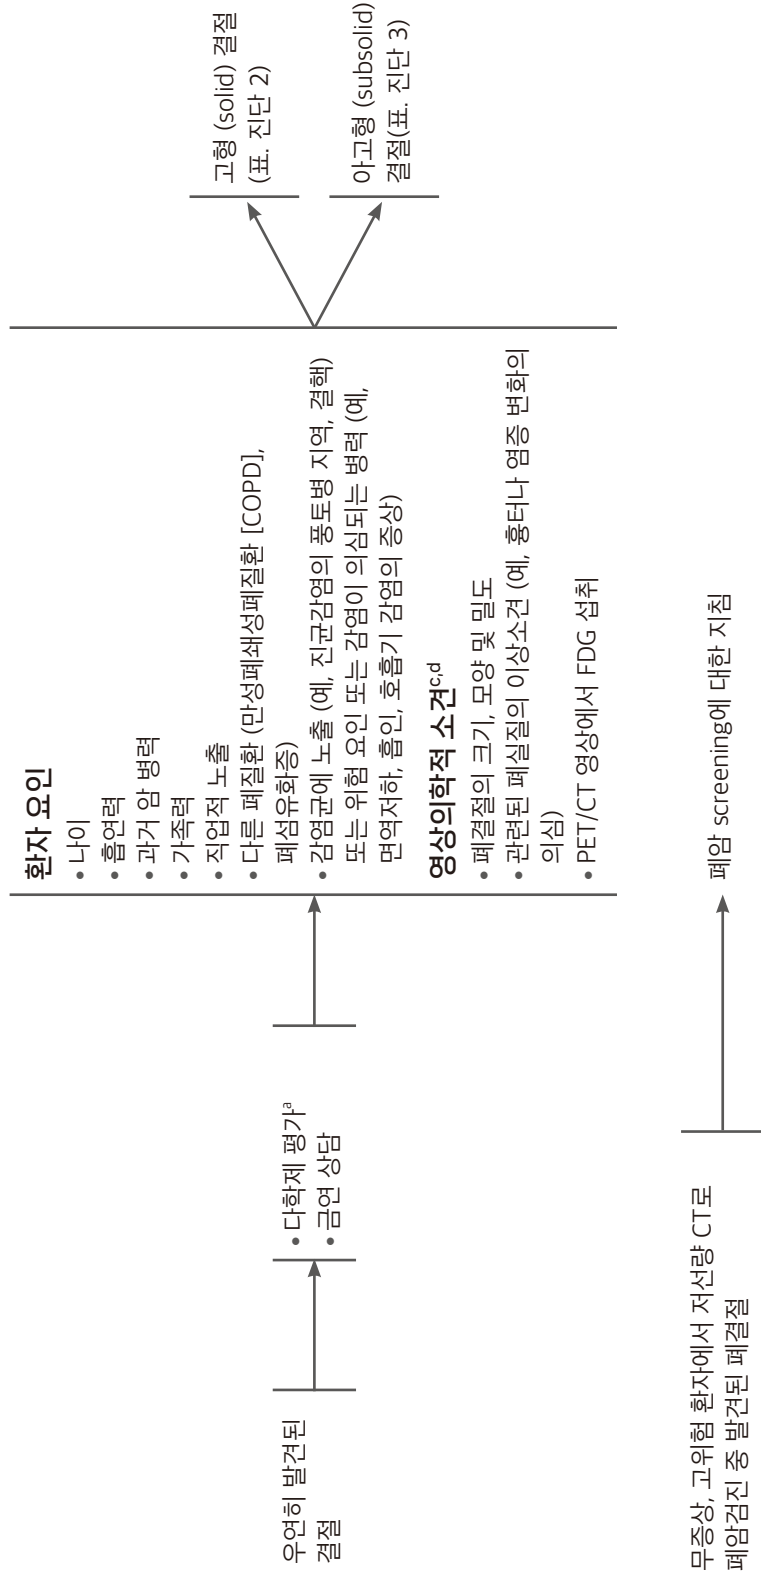 우연히 발견된
결절
• 다학제 평가ᵃ
• 금연 상담
환자 요인
• 나이
• 흡연력
• 과거 암 병력
• 가족력
• 직업적 노출
• 다른 폐질환 (만성폐쇄성폐질환 [COPD],
폐섬유화증)
• 감염균에 노출 (예, 진균감염의 풍토병 지역, 결핵)
또는 위험 요인 또는 감염이 의심되는 병력 (예,
면역저하, 흡인, 호흡기 감염의 증상)
영상의학적 소견ᶜ,ᵈ
• 폐결절의 크기, 모양 및 밀도
• 관련된 폐실질의 이상소견 (예, 흉터나 염증 변화의
의심)
• PET/CT 영상에서 FDG 섭취
고형 (solid) 결절
(표. 진단 2)
아고형 (subsolid)
결절(표. 진단 3)
무증상, 고위험 환자에서 저선량 CT로
폐암검진 중 발견된 폐결절
폐암 screening에 대한 지침